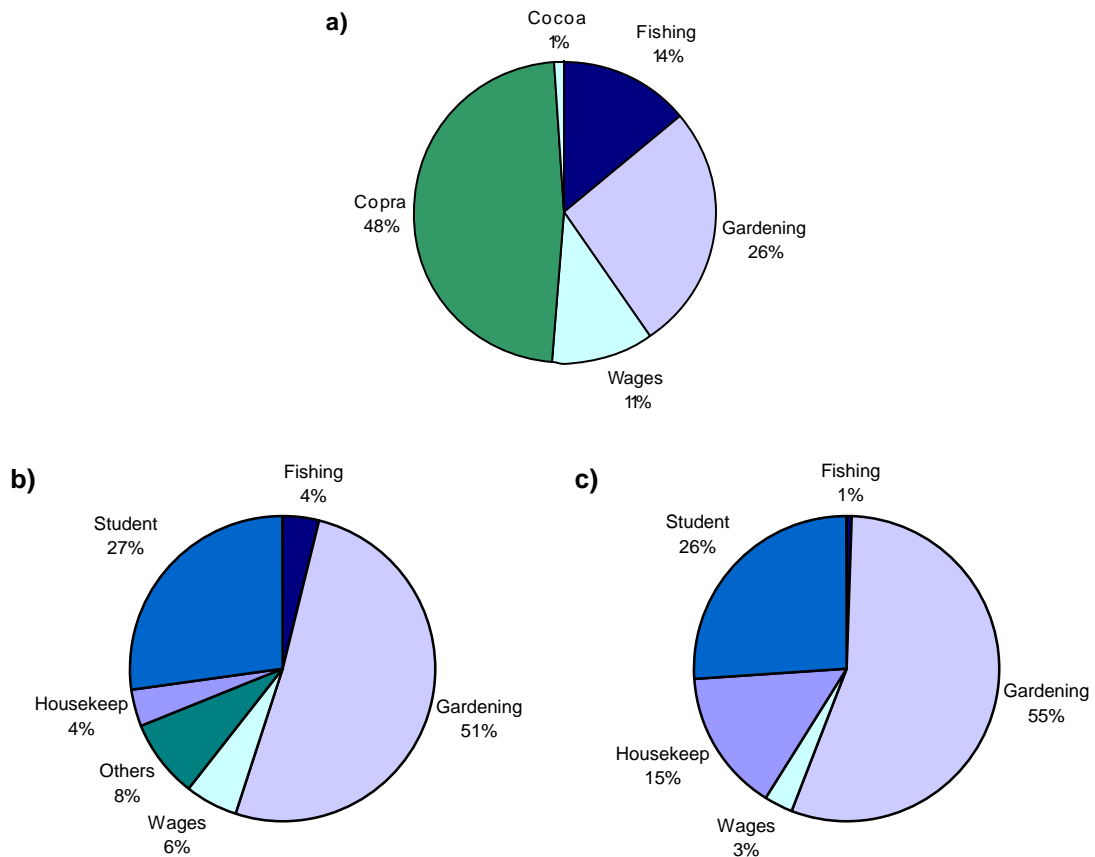 a)
Cocoa
1%
Fishing
14%
Copra
48%
Gardening
26%
Wages
11%
b)
Fishing
4%
Student
27%
Gardening
51%
Housekeep
4%
Others
8%
Wages
6%
c)
Fishing
1%
Student
26%
Gardening
55%
Housekeep
15%
Wages
3%